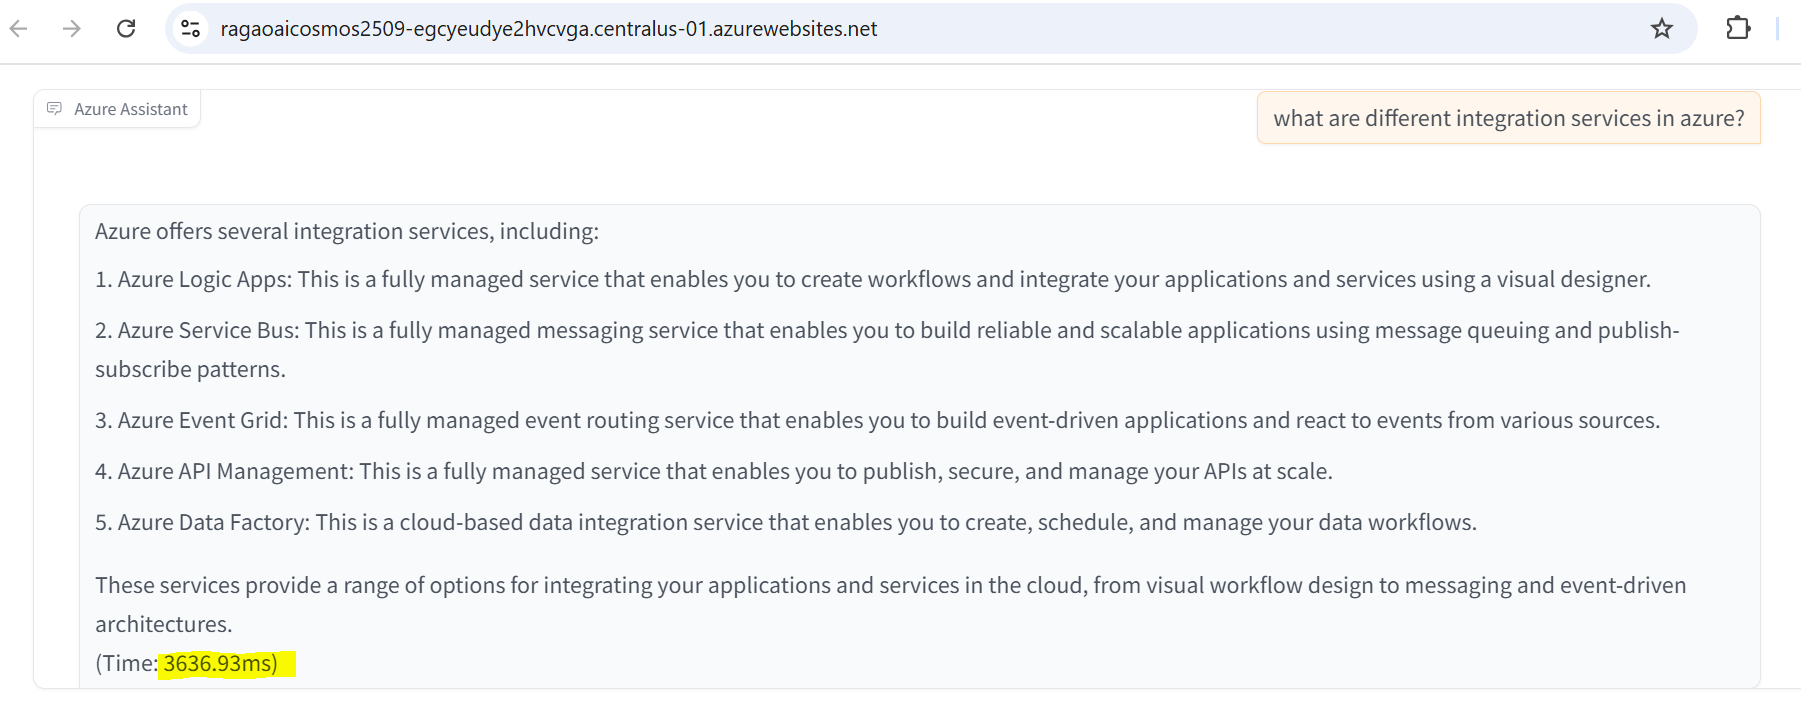 ragaoaicosmos2509-egcyeudye2hvcvga.centralus-01.azurewebsites.net
Azure Assistant
what are different integration services in azure?
Azure offers several integration services, including:
1. Azure Logic Apps: This is a fully managed service that enables you to create workflows and integrate your applications and services using a visual designer.
2. Azure Service Bus: This is a fully managed messaging service that enables you to build reliable and scalable applications using message queuing and publish-
subscribe patterns.
3. Azure Event Grid: This is a fully managed event routing service that enables you to build event-driven applications and react to events from various sources.
4. Azure API Management: This is a fully managed service that enables you to publish, secure, and manage your APIs at scale.
5. Azure Data Factory: This is a cloud-based data integration service that enables you to create, schedule, and manage your data workflows.
These services provide a range of options for integrating your applications and services in the cloud, from visual workflow design to messaging and event-driven
architectures.
(Time: 3636.93ms)